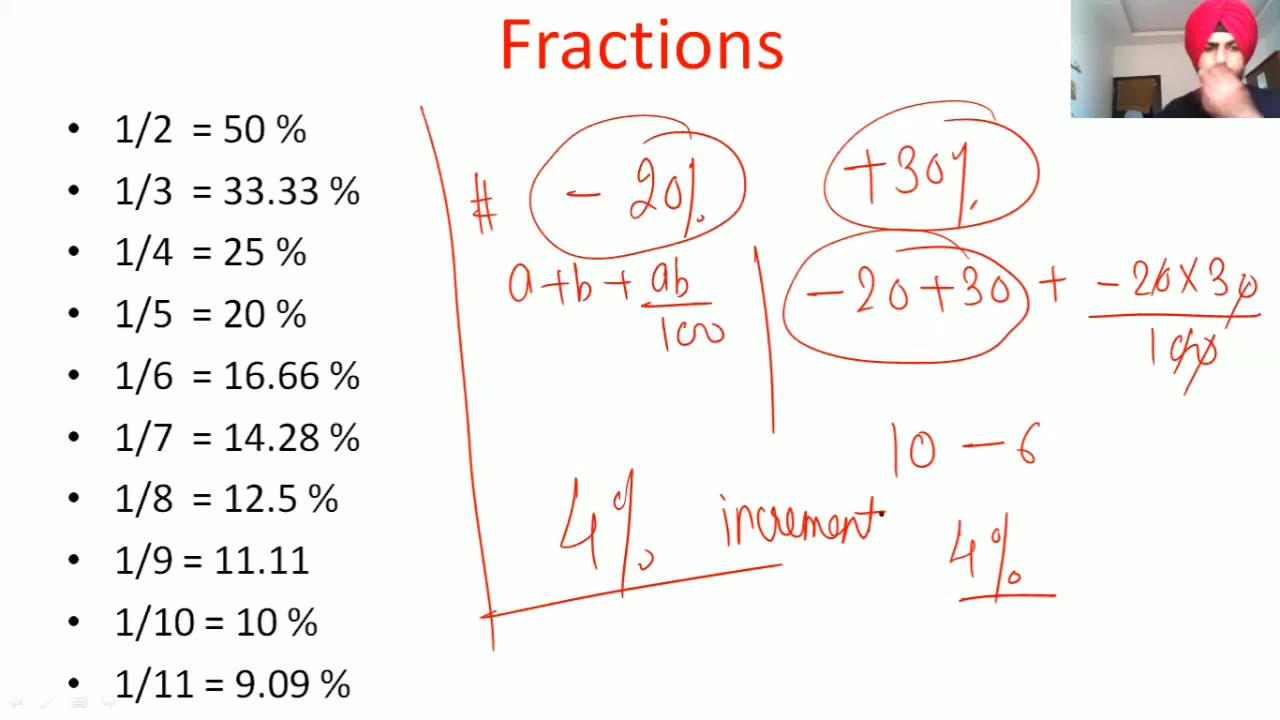 Fractions
• 1/2 = 50 %
• 1/3 = 33.33 %
• 1/4 = 25 %
• 1/5 = 20 %
• 1/6 = 16.66 %
• 1/7 = 14.28 %
• 1/8 = 12.5 %
• 1/9 = 11.11
• 1/10 = 10 %
• 1/11 = 9.09 %
# - 20% +30%
a+b+ ab/100
-20+30 + -20×30/100
10 - 6
4% increment
4%